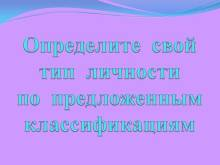 Определите свой
тип личности
по предложенным
классификациям